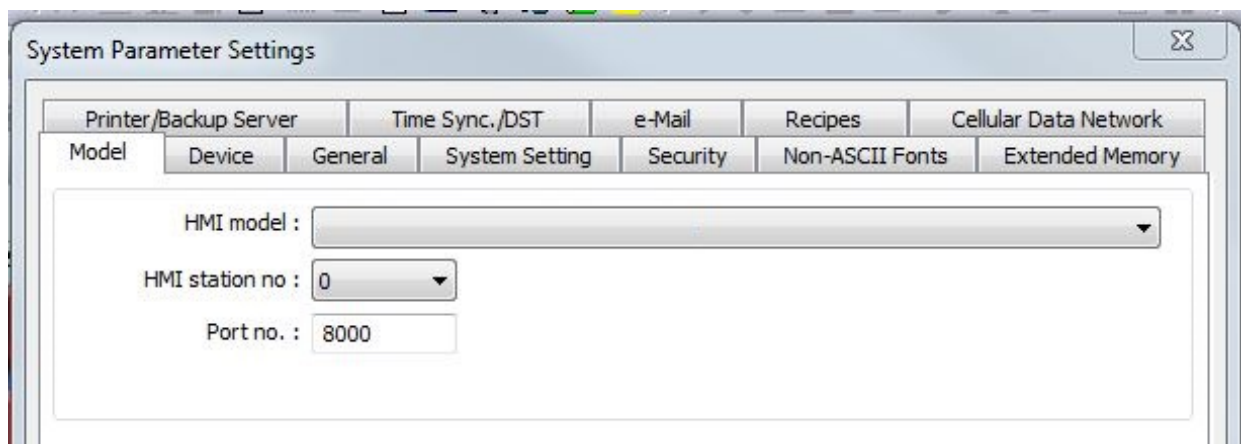 System Parameter Settings
Printer/Backup Server Time Sync./DST e-Mail Recipes Cellular Data Network
Model Device General System Setting Security Non-ASCII Fonts Extended Memory
HMI model :
HMI station no : 0
Port no. : 8000